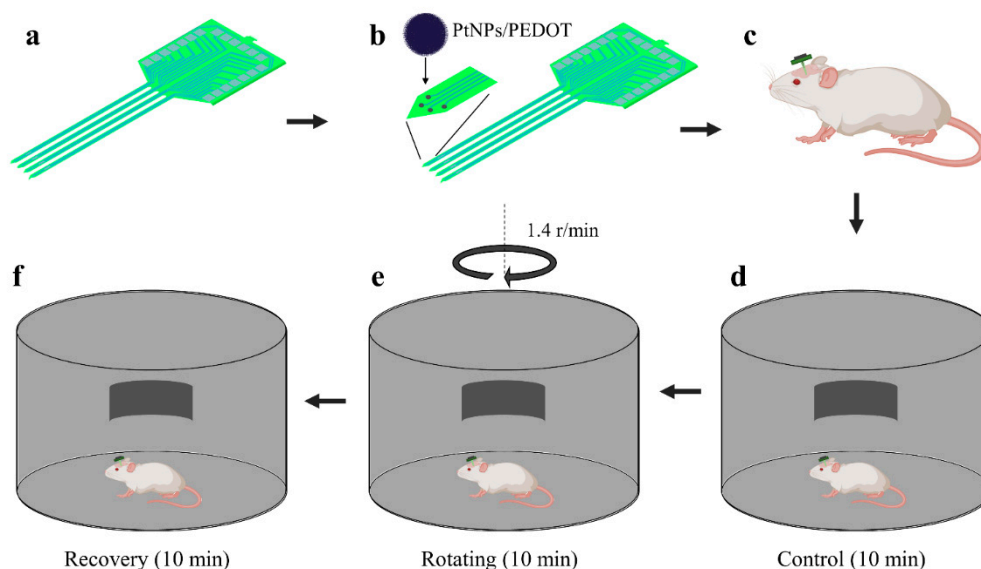 a
b
PtNPs/PEDOT
c
f
e
1.4 r/min
d
Recovery (10 min)
Rotating (10 min)
Control (10 min)